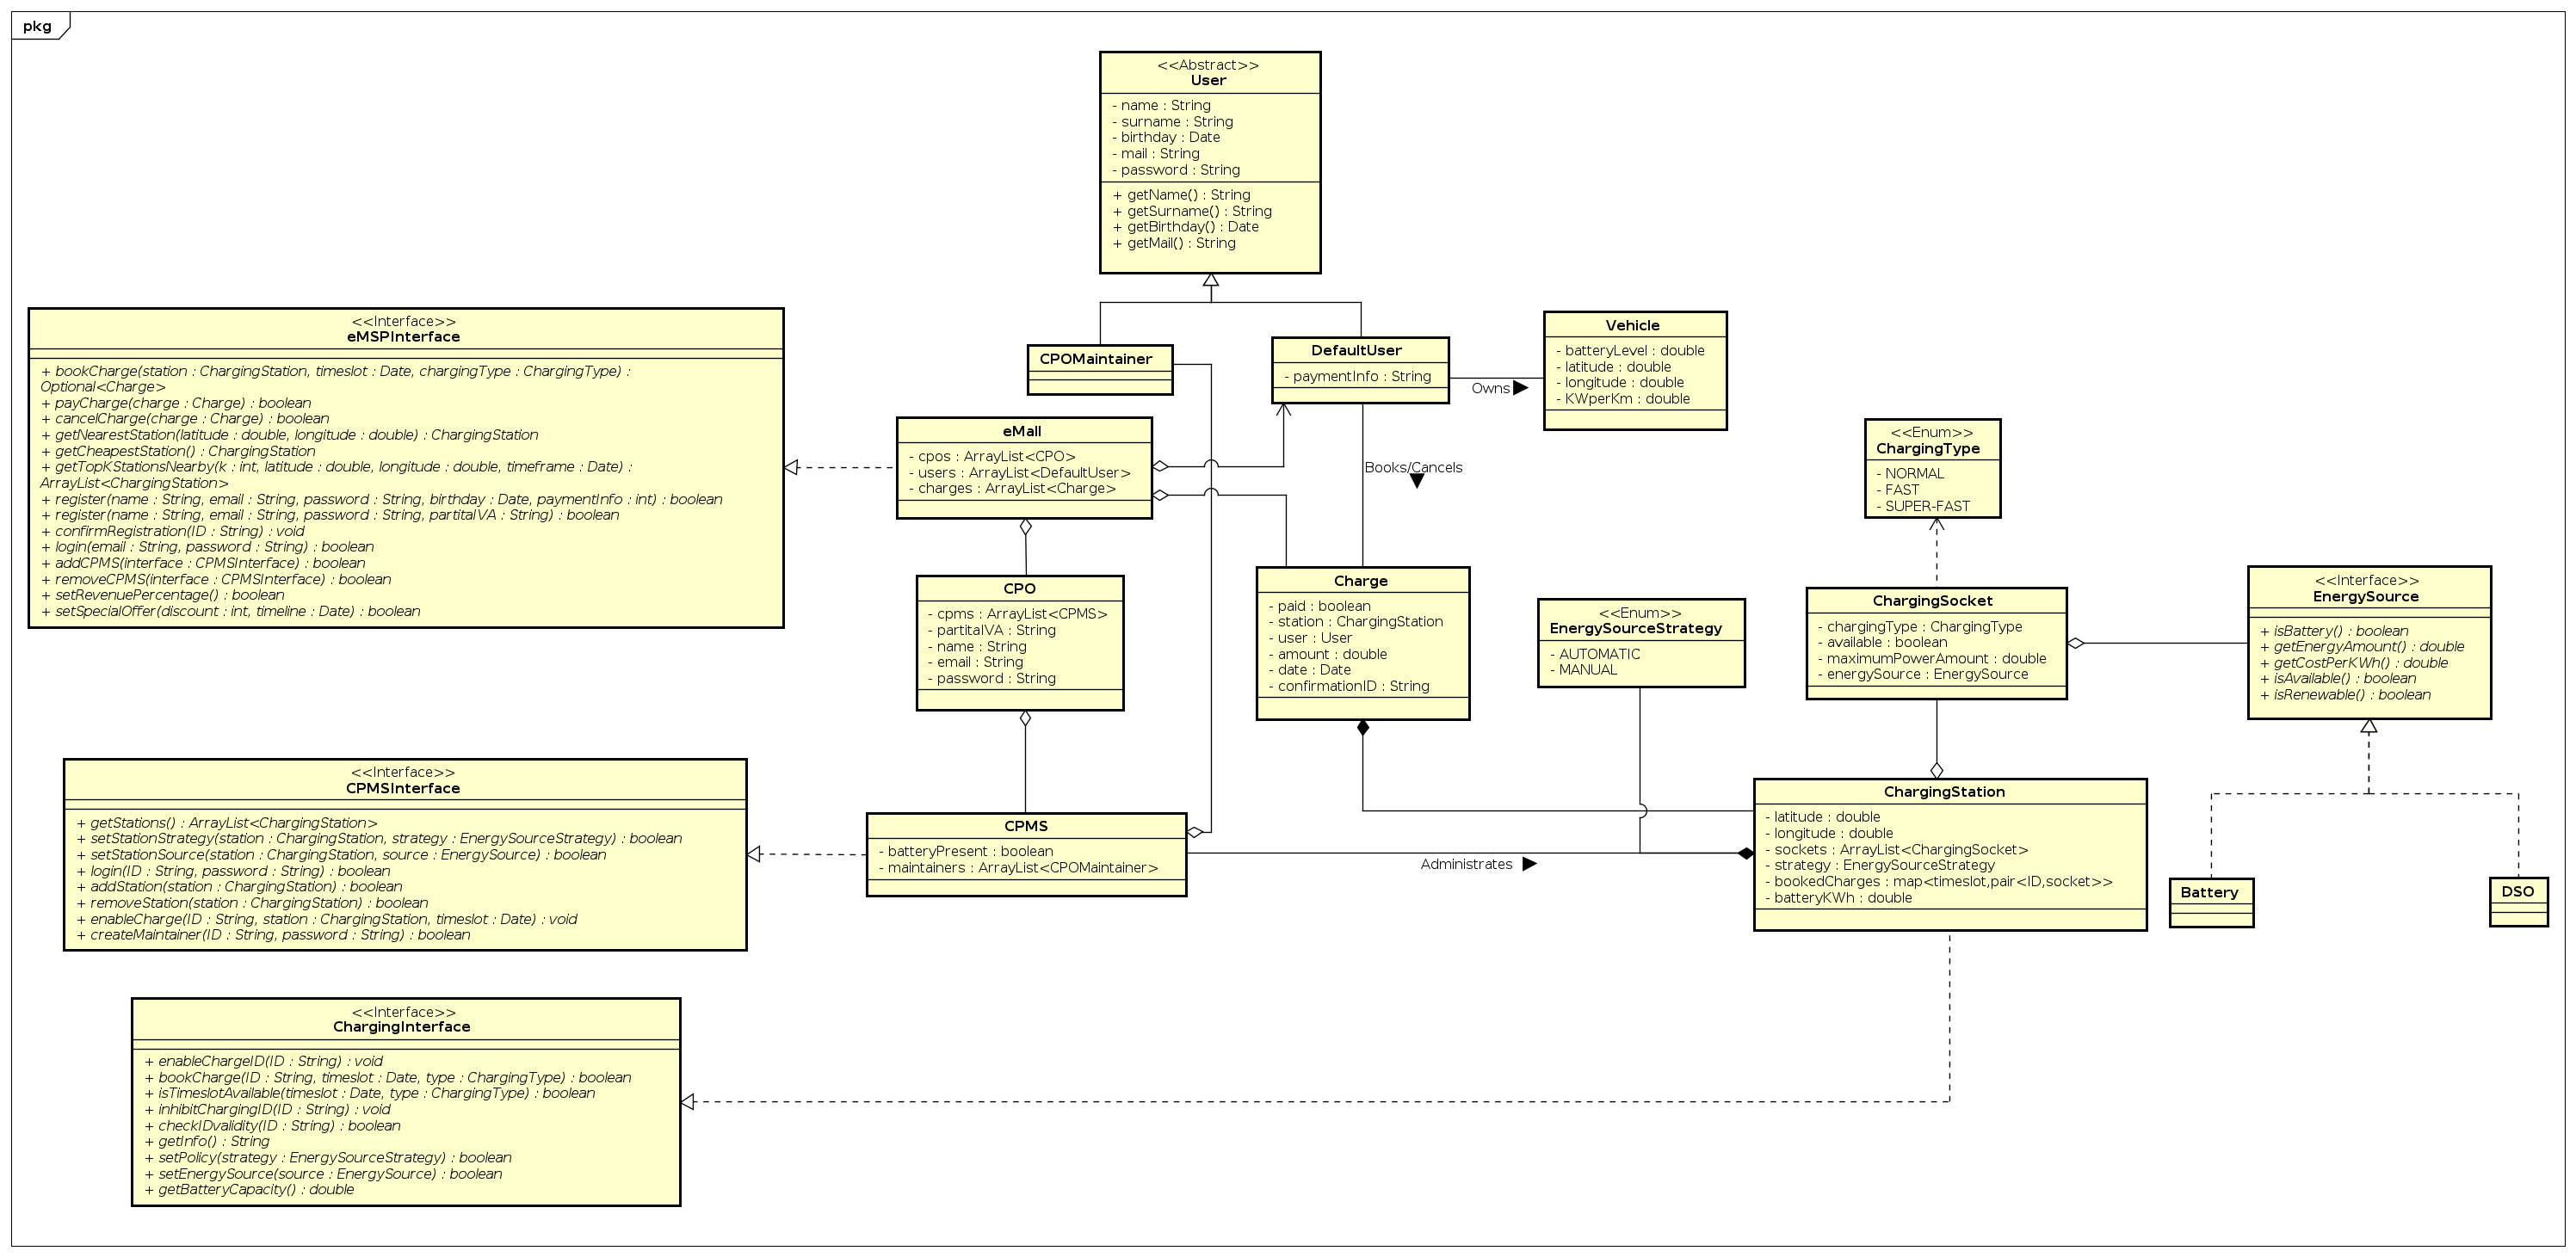 pkg
<<Abstract>>
User
- name : String
- surname : String
- birthday : Date
- mail : String
- password : String
+ getName() : String
+ getSurname() : String
+ getBirthday() : Date
+ getMail() : String
<<Interface>>
eMSPInterface
+ bookCharge(station : ChargingStation, timeslot : Date, chargingType : ChargingType) :
Optional<Charge>
+ payCharge(charge : Charge) : boolean
+ cancelCharge(charge : Charge) : boolean
+ getNearestStation(latitude : double, longitude : double) : ChargingStation
+ getCheapestStation() : ChargingStation
+ getTopKStationsNearby(k : int, latitude : double, longitude : double, timeframe : Date) :
ArrayList<ChargingStation>
+ register(name : String, email : String, password : String, birthday : Date, paymentInfo : int) : boolean
+ register(name : String, email : String, password : String, partitaIVA : String) : boolean
+ confirmRegistration(ID : String) : void
+ login(email : String, password : String) : boolean
+ addCPMS(interface : CPMSInterface) : boolean
+ removeCPMS(interface : CPMSInterface) : boolean
+ setRevenuePercentage() : boolean
+ setSpecialOffer(discount : int, timeline : Date) : boolean
CPOMaintainer
DefaultUser
- paymentInfo : String
Owns
Vehicle
- batteryLevel : double
- latitude : double
- longitude : double
- KWperKm : double
eMall
- cpos : ArrayList<CPO>
- users : ArrayList<DefaultUser>
- charges : ArrayList<Charge>
Books/Cancels
<<Enum>>
ChargingType
- NORMAL
- FAST
- SUPER-FAST
CPO
- cpms : ArrayList<CPMS>
- partitaIVA : String
- name : String
- email : String
- password : String
Charge
- paid : boolean
- station : ChargingStation
- user : User
- amount : double
- date : Date
- confirmationID : String
<<Enum>>
EnergySourceStrategy
- AUTOMATIC
- MANUAL
ChargingSocket
- chargingType : ChargingType
- available : boolean
- maximumPowerAmount : double
- energySource : EnergySource
<<Interface>>
EnergySource
+ isBattery() : boolean
+ getEnergyAmount() : double
+ getCostPerKWh() : double
+ isAvailable() : boolean
+ isRenewable() : boolean
<<Interface>>
CPMSInterface
+ getStations() : ArrayList<ChargingStation>
+ setStationStrategy(station : ChargingStation, strategy : EnergySourceStrategy) : boolean
+ setStationSource(station : ChargingStation, source : EnergySource) : boolean
+ login(ID : String, password : String) : boolean
+ addStation(station : ChargingStation) : boolean
+ removeStation(station : ChargingStation) : boolean
+ enableCharge(ID : String, station : ChargingStation, timeslot : Date) : void
+ createMaintainer(ID : String, password : String) : boolean
CPMS
- batteryPresent : boolean
- maintainers : ArrayList<CPOMaintainer>
Administrates
ChargingStation
- latitude : double
- longitude : double
- sockets : ArrayList<ChargingSocket>
- strategy : EnergySourceStrategy
- bookedCharges : map<timeslot,pair<ID,socket>>
- batteryKWh : double
Battery
DSO
<<Interface>>
ChargingInterface
+ enableChargeID(ID : String) : void
+ bookCharge(ID : String, timeslot : Date, type : ChargingType) : boolean
+ isTimeslotAvailable(timeslot : Date, type : ChargingType) : boolean
+ inhibitChargingID(ID : String) : void
+ checkIDvalidity(ID : String) : boolean
+ getInfo() : String
+ setPolicy(strategy : EnergySourceStrategy) : boolean
+ setEnergySource(source : EnergySource) : boolean
+ getBatteryCapacity() : double